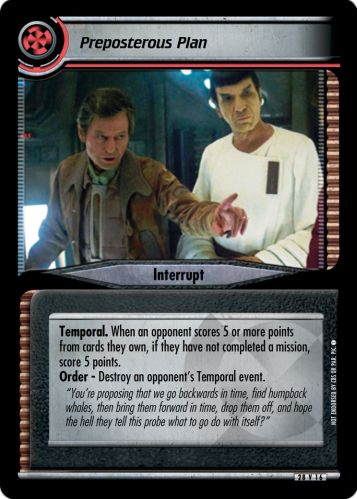 Preposterous Plan
Interrupt
Temporal. When an opponent scores 5 or more points
from cards they own, if they have not completed a mission,
score 5 points.
Order - Destroy an opponent's Temporal event.
"You're proposing that we go backwards in time, find humpback
whales, then bring them forward in time, drop them off, and hope
the hell they tell this probe what to go do with itself?"
NOT ENDORSED BY CBS OR PAR. PIC.
28 V 16